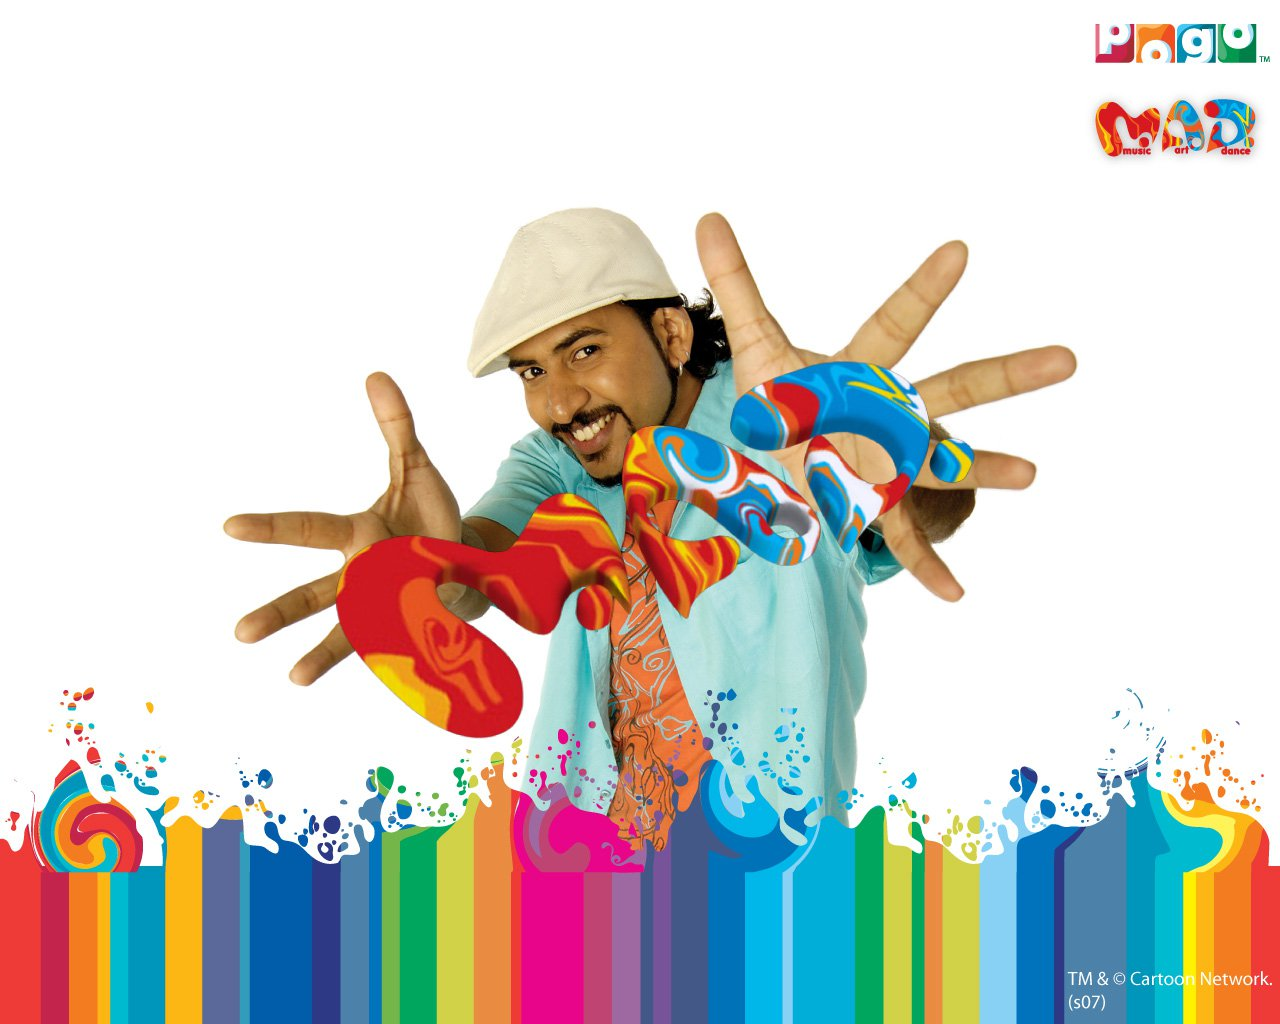 pogo TM
M.A.D!
music art dance
M.A.D.
TM & © Cartoon Network.
(s07)